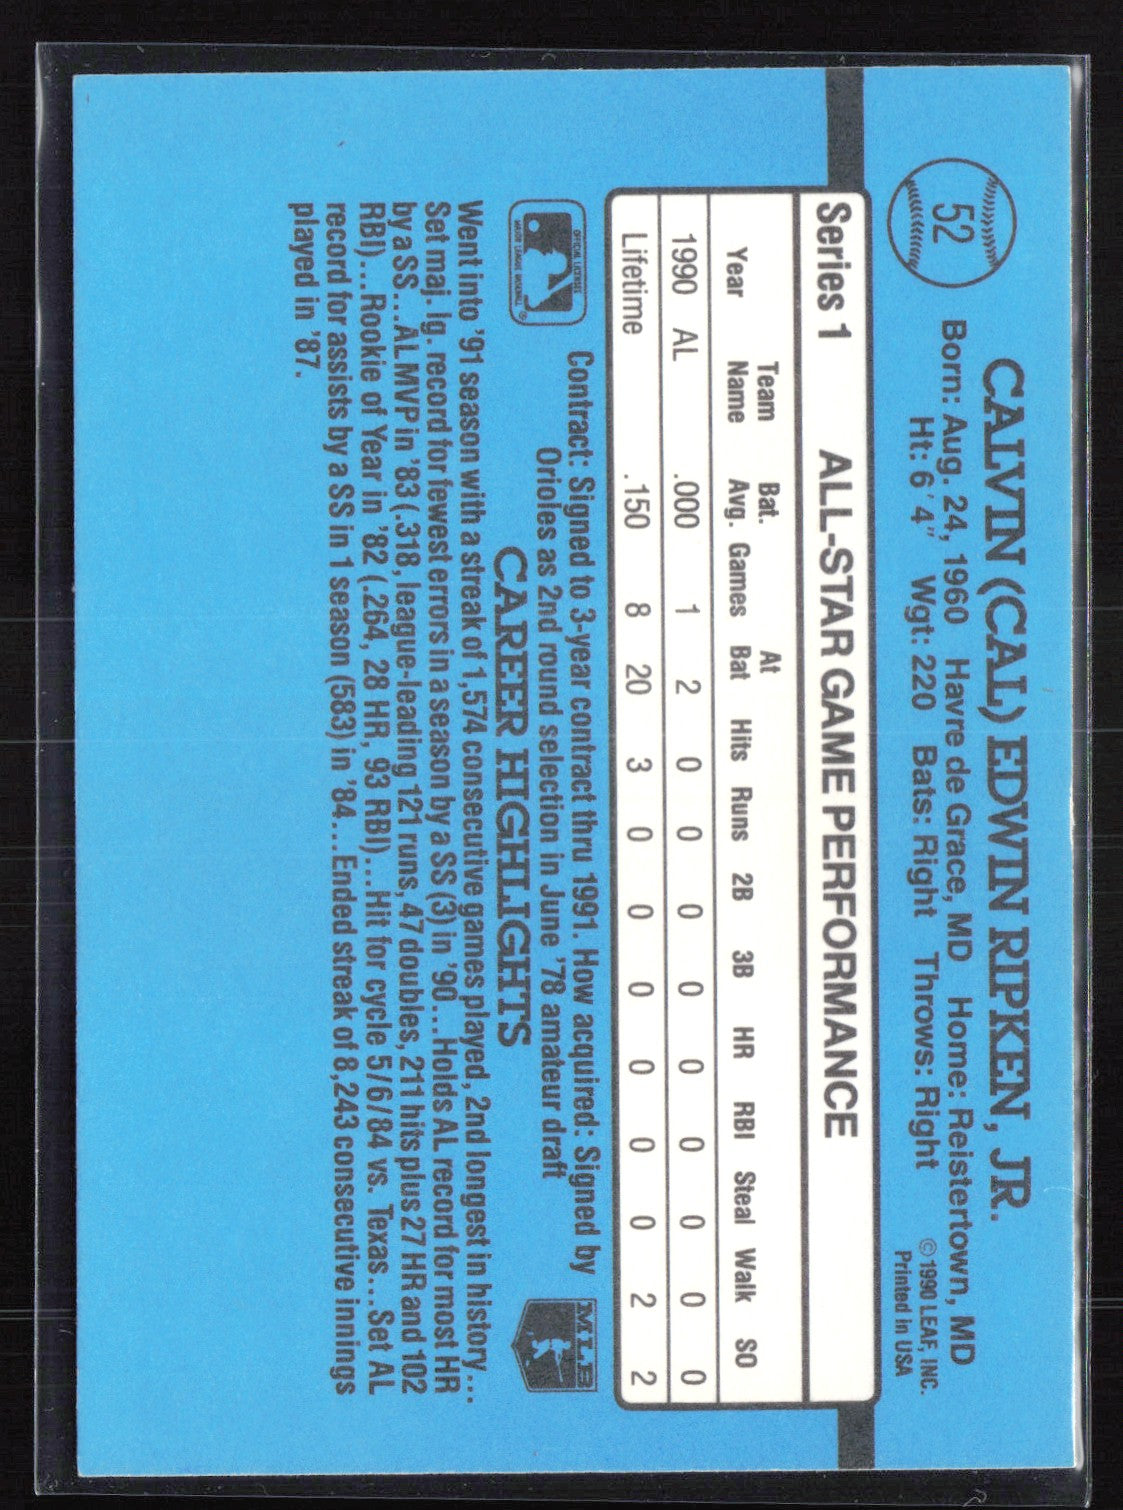 52
CALVIN (CAL) EDWIN RIPKEN, JR.
Born: Aug. 24, 1960 Havre de Grace, MD Home: Reistertown, MD
Ht: 6' 4" Wgt: 220 Bats: Right Throws: Right
© 1990 LEAF, INC.
Printed in USA
Series 1 ALL-STAR GAME PERFORMANCE
Year Team Name Bat. Avg. Games At Bat Hits Runs 2B 3B HR RBI Steal Walk SO
1990 AL .000 1 2 0 0 0 0 0 0 0 0 0
Lifetime .150 8 20 3 0 0 0 0 0 0 2 2
OFFICIAL LICENSEE
MAJOR LEAGUE BASEBALL
®
Contract: Signed to 3-year contract thru 1991. How acquired: Signed by
Orioles as 2nd round selection in June '78 amateur draft
MLB
CAREER HIGHLIGHTS
Went into '91 season with a streak of 1,574 consecutive games played, 2nd longest in history...
Set maj. lg. record for fewest errors in a season by a SS (3) in '90...Holds AL record for most HR
by a SS...AL MVP in '83 (.318, league-leading 121 runs, 47 doubles, 211 hits plus 27 HR and 102
RBI)...Rookie of Year in '82 (.264, 28 HR, 93 RBI)...Hit for cycle 5/6/84 vs. Texas...Set AL
record for assists by a SS in 1 season (583) in '84...Ended streak of 8,243 consecutive innings
played in '87.